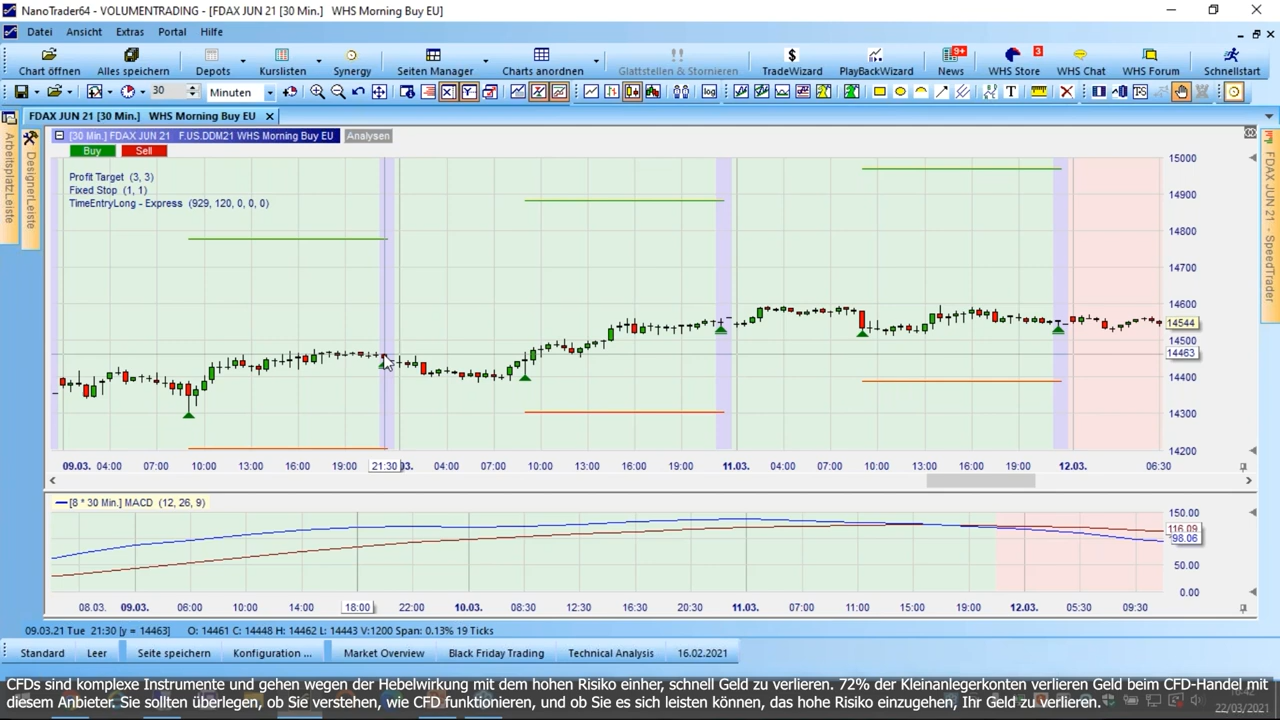 NanoTrader64 - VOLUMENTRADING - [FDAX JUN 21 [30 Min.] WHS Morning Buy EU]
Datei Ansicht Extras Portal Hilfe
9+ 3
Chart öffnen Alles speichern Depots Kurslisten Synergy Seiten Manager Charts anordnen Glattstellen & Stornieren TradeWizard PlayBackWizard News WHS Store WHS Chat WHS Forum Schnellstart
30 Minuten
FDAX JUN 21 [30 Min.] WHS Morning Buy EU
[30 Min.] FDAX JUN 21 F.US.DDM21 WHS Morning Buy EU Analysen
Buy Sell
ArbeitsplatzLeiste
DesignerLeiste
FDAX JUN 21 - SpeedTrader
Profit Target (3, 3)
Fixed Stop (1, 1)
TimeEntryLong - Express (929, 120, 0, 0, 0)
15000
14900
14800
14700
14600
14544
14500
14463
14400
14300
14200
09.03. 04:00 07:00 10:00 13:00 16:00 19:00 21:30 04:00 07:00 10:00 13:00 16:00 19:00 11.03. 04:00 07:00 10:00 13:00 16:00 19:00 12.03. 06:30
[8 * 30 Min.] MACD (12, 26, 9)
150.00
116.09
98.06
50.00
0.00
08.03. 09.03. 06:00 10:00 14:00 18:00 22:00 10.03. 08:30 12:30 16:30 20:30 11.03. 07:00 11:00 15:00 19:00 12.03. 05:30 09:30
09.03.21 Tue 21:30 [y = 14463] O: 14461 C: 14448 H: 14462 L: 14443 V:1200 Span: 0.13% 19 Ticks
Standard Leer Seite speichern Konfiguration ... Market Overview Black Friday Trading Technical Analysis 16.02.2021
CFDs sind komplexe Instrumente und gehen wegen der Hebelwirkung mit dem hohen Risiko einher, schnell Geld zu verlieren. 72% der Kleinanlegerkonten verlieren Geld beim CFD-Handel mit
diesem Anbieter. Sie sollten überlegen, ob Sie verstehen, wie CFD funktionieren, und ob Sie es sich leisten können, das hohe Risiko einzugehen, Ihr Geld zu verlieren.
22/03/2021